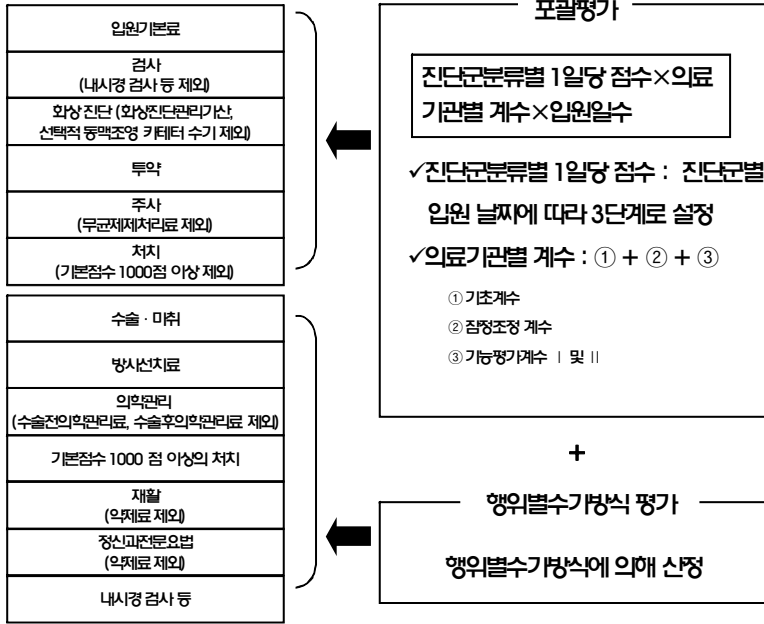 입원기본료
검사
(내시경 검사 등 제외)
화상 진단 (화상진단관리가산,
선택적 동맥조영 카테터 수기 제외)
투약
주사
(무균제제처리료 제외)
처치
(기본점수 1000점 이상 제외)
수술 · 마취
방사선치료
의학관리
(수술전의학관리료, 수술후의학관리료 제외)
기본점수 1000 점 이상의 처치
재활
(약제료 제외)
정신과전문요법
(약제료 제외)
내시경 검사 등
포괄평가
진단군분류별 1일당 점수×의료
기관별 계수×입원일수
✓진단군분류별 1일당 점수 : 진단군별
입원 날짜에 따라 3단계로 설정
✓의료기관별 계수 : ① + ② + ③
① 기초계수
② 잠정조정 계수
③ 기능평가계수 Ⅰ 및 Ⅱ
+
행위별수가방식 평가
행위별수가방식에 의해 산정